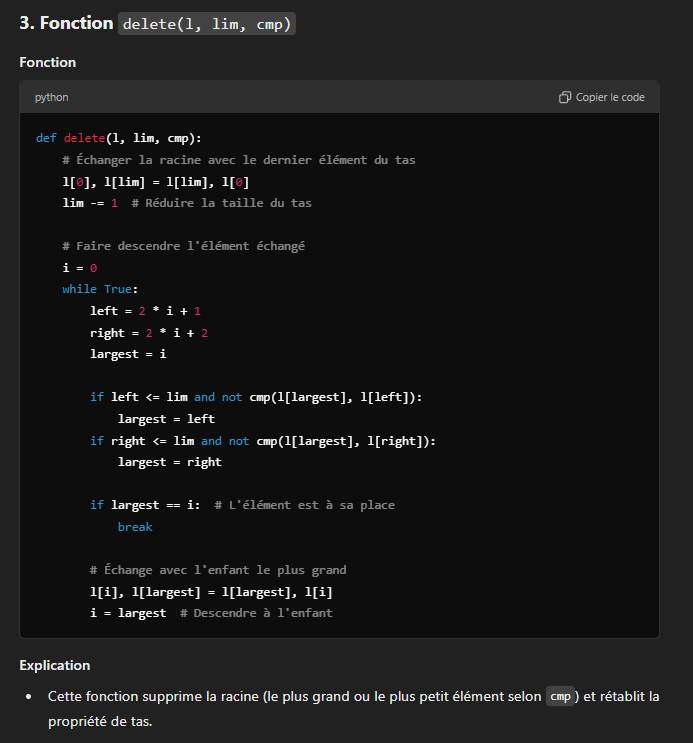 3. Fonction delete(l, lim, cmp)
Fonction
python
Copier le code
def delete(l, lim, cmp):
    # Échanger la racine avec le dernier élément du tas
    l[0], l[lim] = l[lim], l[0]
    lim -= 1  # Réduire la taille du tas

    # Faire descendre l'élément échangé
    i = 0
    while True:
        left = 2 * i + 1
        right = 2 * i + 2
        largest = i

        if left <= lim and not cmp(l[largest], l[left]):
            largest = left
        if right <= lim and not cmp(l[largest], l[right]):
            largest = right

        if largest == i:  # L'élément est à sa place
            break

        # Échange avec l'enfant le plus grand
        l[i], l[largest] = l[largest], l[i]
        i = largest  # Descendre à l'enfant
Explication
• Cette fonction supprime la racine (le plus grand ou le plus petit élément selon cmp) et rétablit la
propriété de tas.